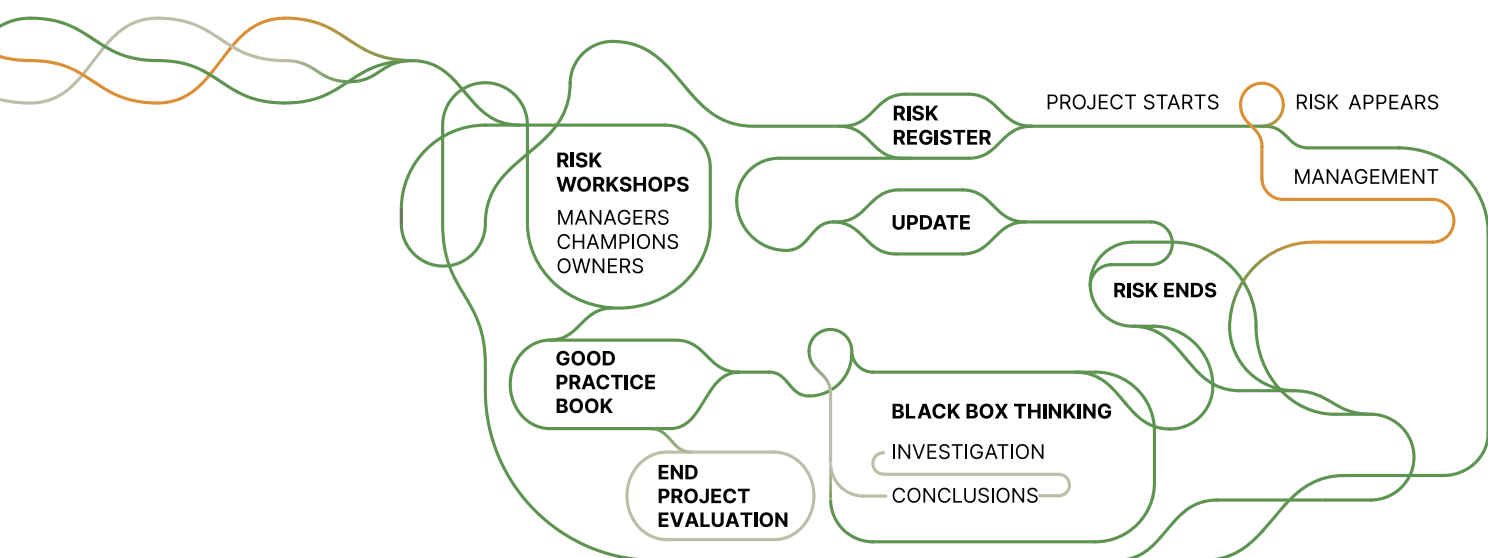 RISK
WORKSHOPS
MANAGERS
CHAMPIONS
OWNERS
RISK
REGISTER
PROJECT STARTS
RISK APPEARS
MANAGEMENT
UPDATE
RISK ENDS
GOOD
PRACTICE
BOOK
BLACK BOX THINKING
INVESTIGATION
CONCLUSIONS
END
PROJECT
EVALUATION